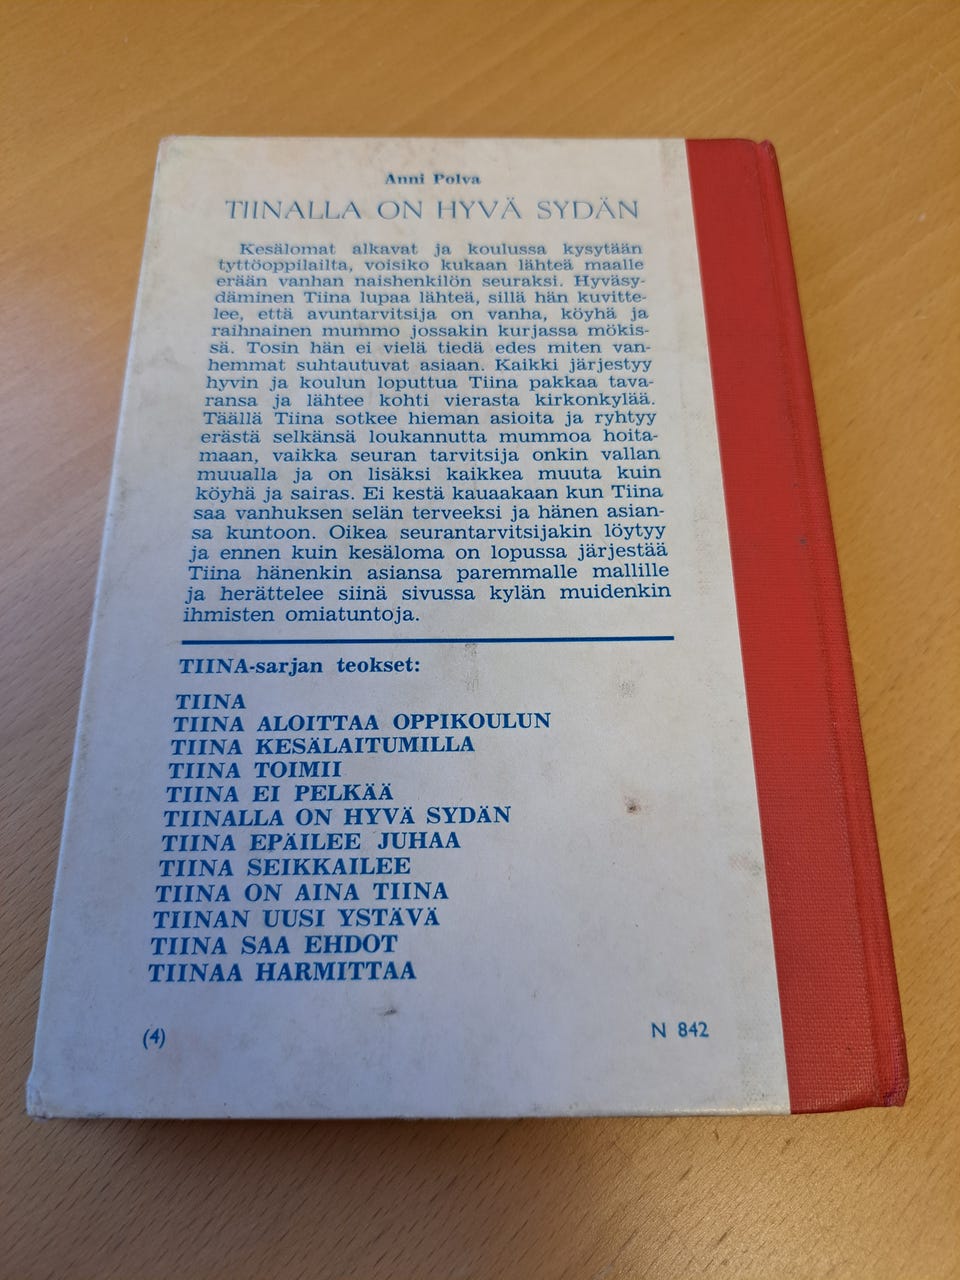 Anni Polva
TIINALLA ON HYVÄ SYDÄN
Kesälomat alkavat ja koulussa kysytään
tyttöoppilailta, voisiko kukaan lähteä maalle
erään vanhan naishenkilön seuraksi. Hyväsy-
däminen Tiina lupaa lähteä, sillä hän kuvitte-
lee, että avuntarvitsija on vanha, köyhä ja
raihnainen mummo jossakin kurjassa mökis-
sä. Tosin hän ei vielä tiedä edes miten van-
hemmat suhtautuvat asiaan. Kaikki järjestyy
hyvin ja koulun loputtua Tiina pakkaa tava-
ransa ja lähtee kohti vierasta kirkonkylää.
Täällä Tiina sotkee hieman asioita ja ryhtyy
erästä selkänsä loukannutta mummoa hoita-
maan, vaikka seuran tarvitsija onkin vallan
muualla ja on lisäksi kaikkea muuta kuin
köyhä ja sairas. Ei kestä kauaakaan kun Tiina
saa vanhuksen selän terveeksi ja hänen asian-
sa kuntoon. Oikea seurantarvitsijakin löytyy
ja ennen kuin kesäloma on lopussa järjestää
Tiina hänenkin asiansa paremmalle mallille
ja herättelee siinä sivussa kylän muidenkin
ihmisten omiatuntoja.
TIINA-sarjan teokset:
TIINA
TIINA ALOITTAA OPPIKOULUN
TIINA KESÄLAITUMILLA
TIINA TOIMII
TIINA EI PELKÄÄ
TIINALLA ON HYVÄ SYDÄN
TIINA EPÄILEE JUHAA
TIINA SEIKKAILEE
TIINA ON AINA TIINA
TIINAN UUSI YSTÄVÄ
TIINA SAA EHDOT
TIINAA HARMITTAA
(4)
N 842